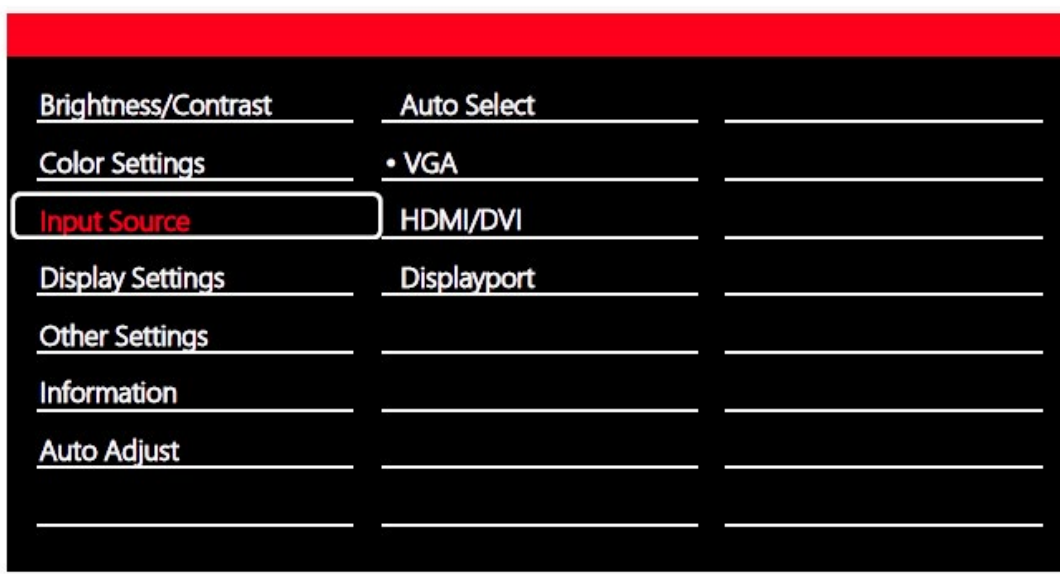 Brightness/Contrast
Color Settings
Input Source
Display Settings
Other Settings
Information
Auto Adjust
Auto Select
• VGA
HDMI/DVI
Displayport